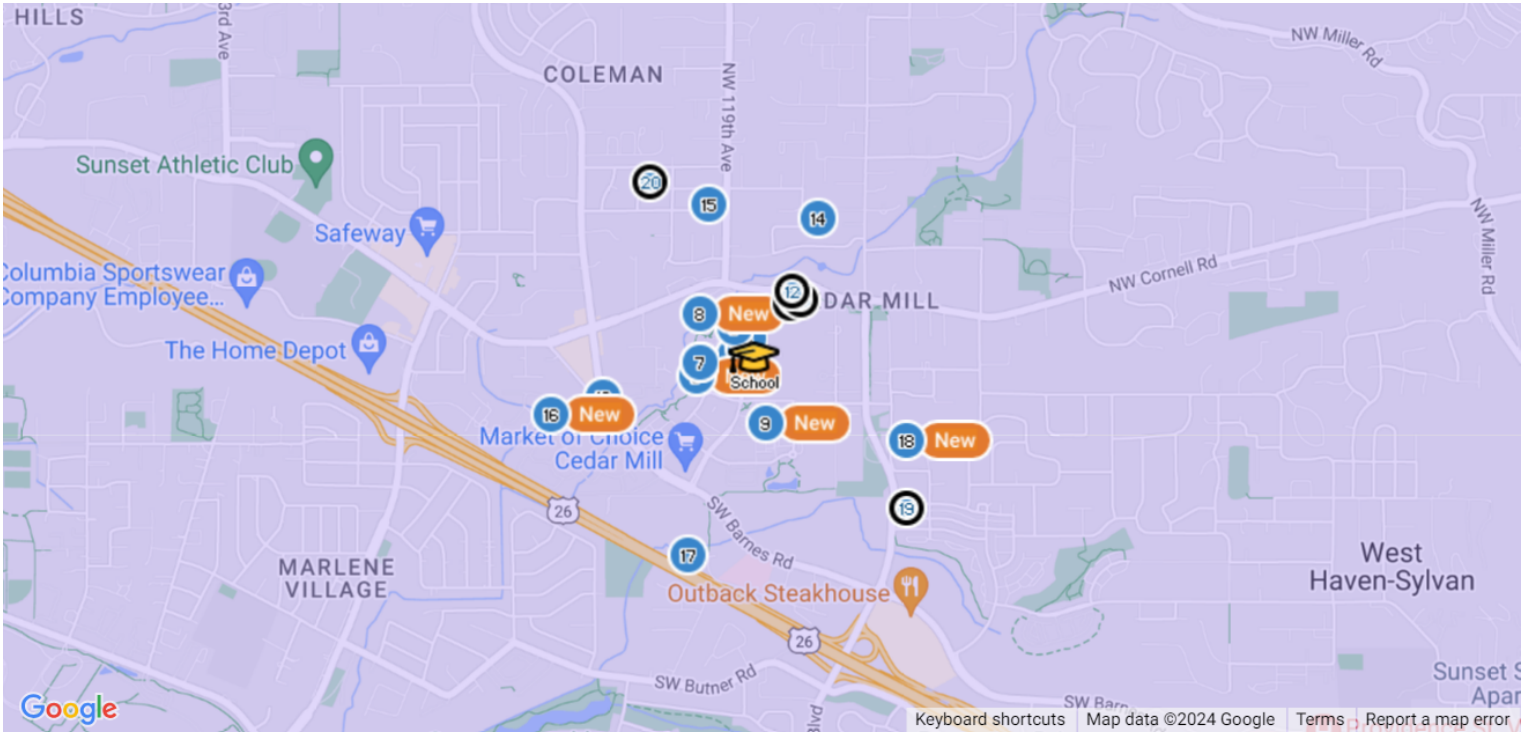 HILLS
3rd Ave
COLEMAN
NW 119th Ave
NW Miller Rd
Sunset Athletic Club
20
15
14
Safeway
NW Miller Rd
Columbia Sportswear
Company Employee...
NW Cornell Rd
12
DAR MILL
8
New
The Home Depot
7
School
16
New
9
New
18
New
Market of Choice
Cedar Mill
26
19
SW Barnes Rd
17
MARLENE
VILLAGE
West
Haven-Sylvan
Outback Steakhouse
26
SW Butner Rd
Sunset S
Apar
SW Barn
Blvd
Google
Keyboard shortcuts
Map data ©2024 Google
Terms
Report a map error